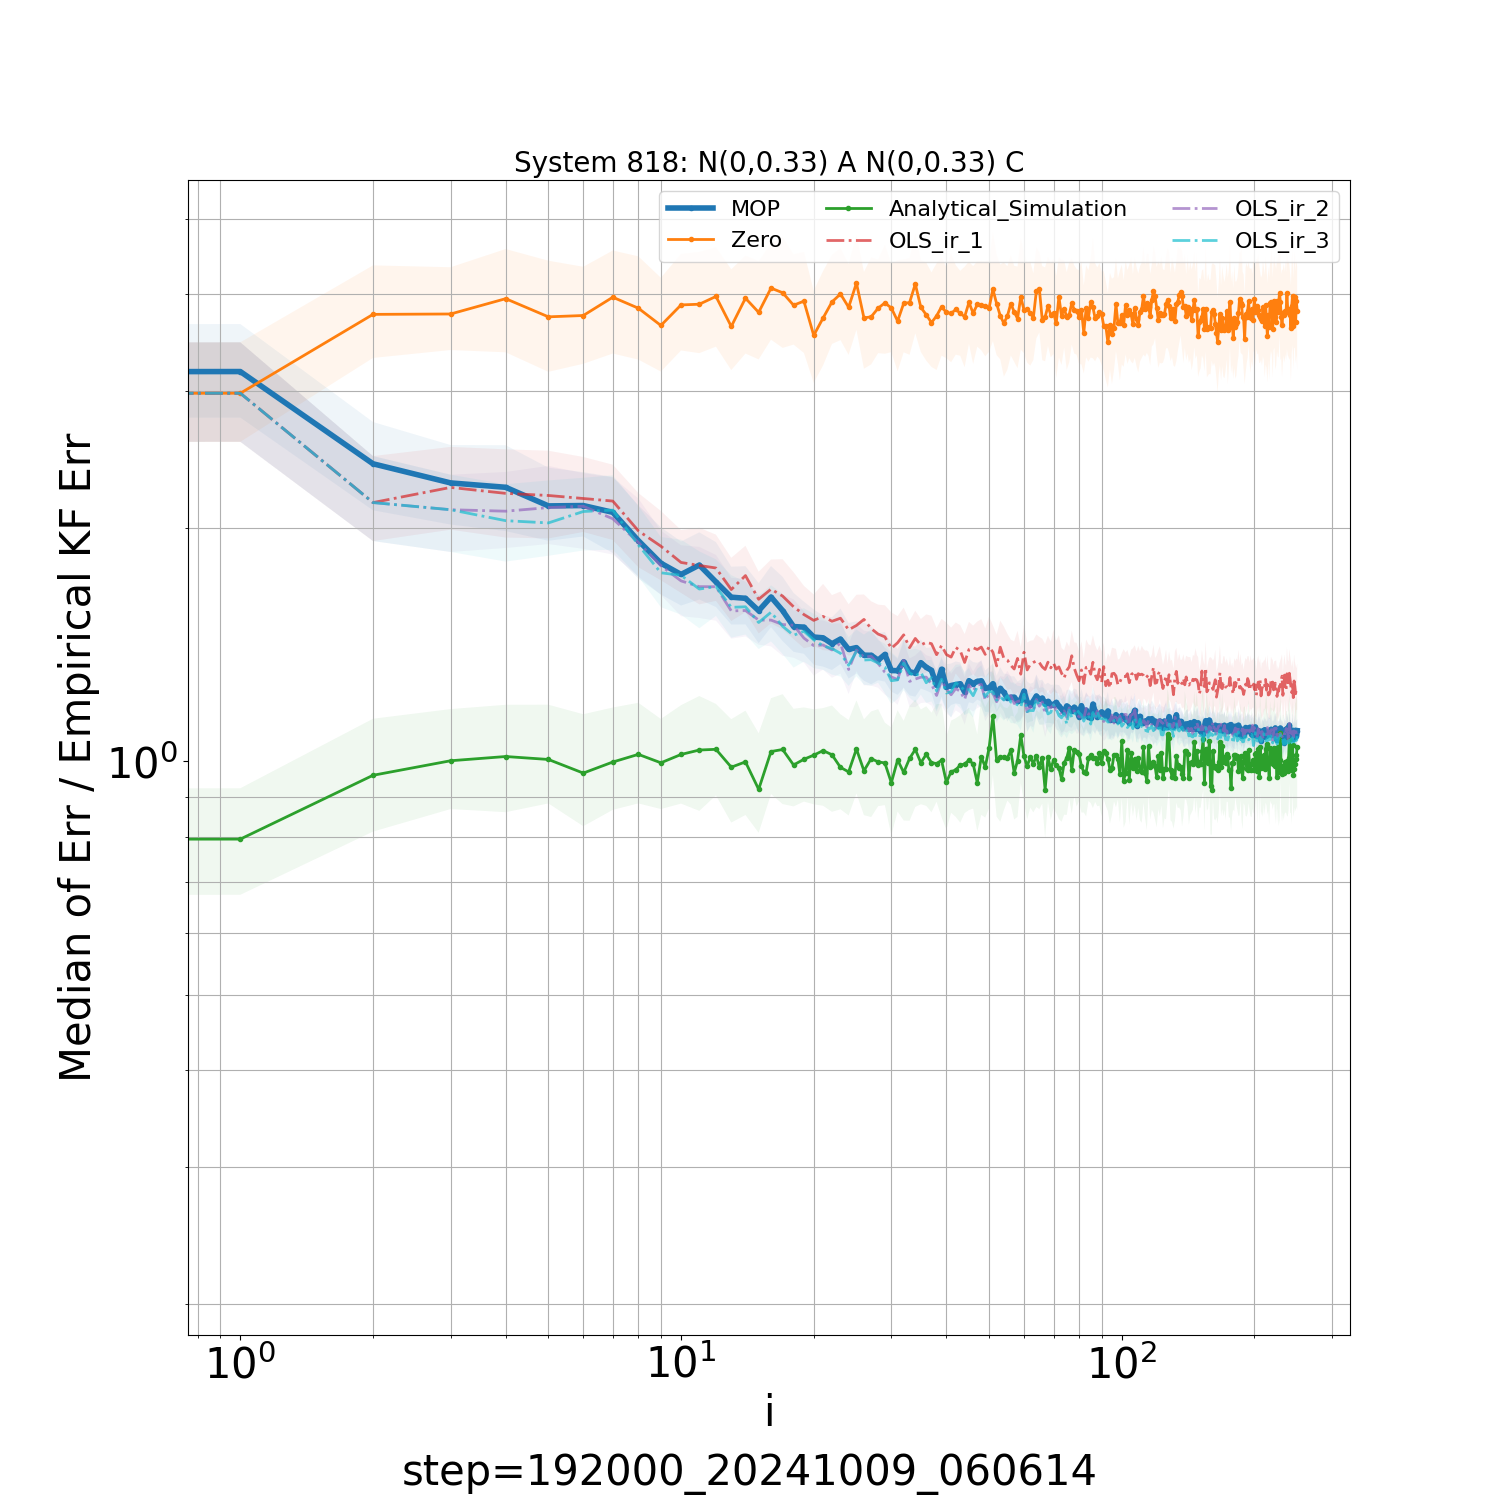 System 818: N(0,0.33) A N(0,0.33) C
MOP
Zero
Analytical_Simulation
OLS_ir_1
OLS_ir_2
OLS_ir_3
Median of Err / Empirical KF Err
10⁰
10⁰
10¹
10²
i
step=192000_20241009_060614